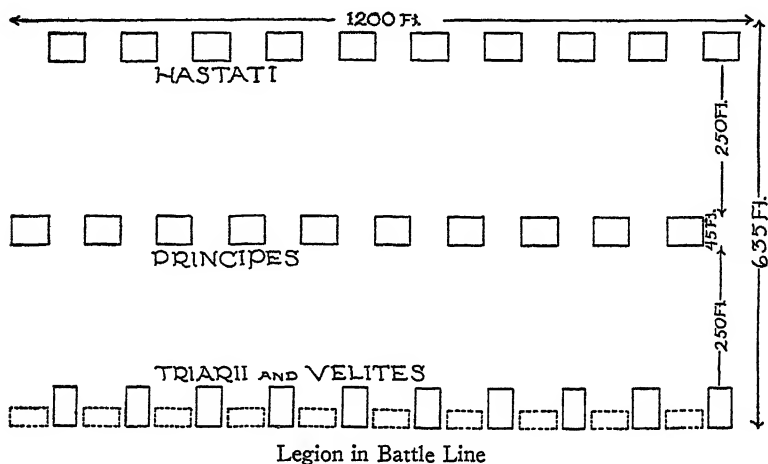 1200 Ft.
HASTATI
250 Ft.
635 Ft.
45 Ft.
PRINCIPES
250 Ft.
TRIARII AND VELITES
Legion in Battle Line